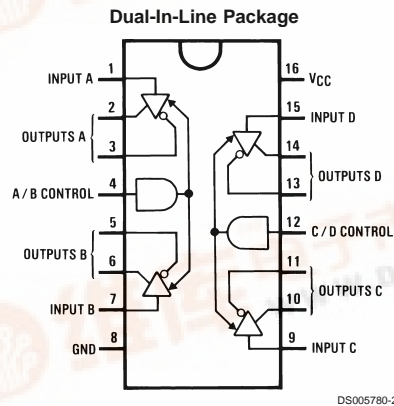 Dual-In-Line Package
1
INPUT A
2
OUTPUTS A
3
A/B CONTROL
4
5
OUTPUTS B
6
INPUT B
7
GND
8
16
VCC
15
INPUT D
14
OUTPUTS D
13
12
C/D CONTROL
11
OUTPUTS C
10
9
INPUT C
DS005780-2